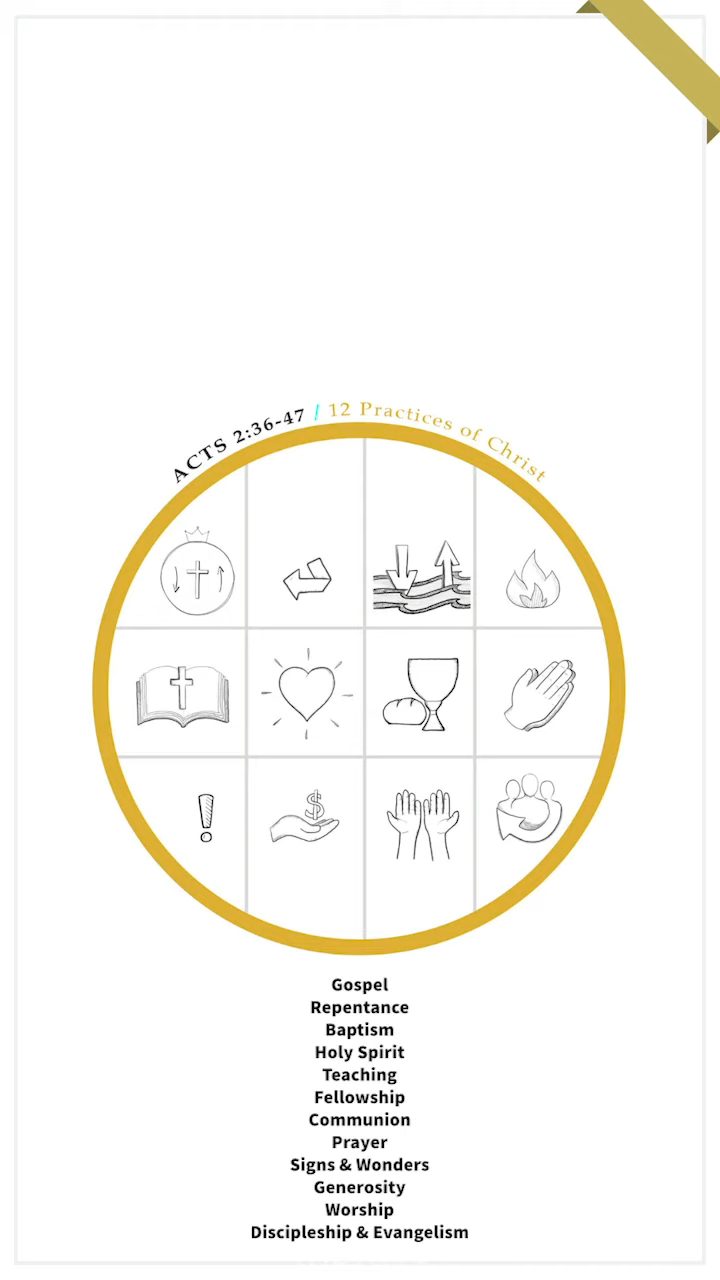 ACTS 2:36-47 / 12 Practices of Christ
$
Gospel
Repentance
Baptism
Holy Spirit
Teaching
Fellowship
Communion
Prayer
Signs & Wonders
Generosity
Worship
Discipleship & Evangelism